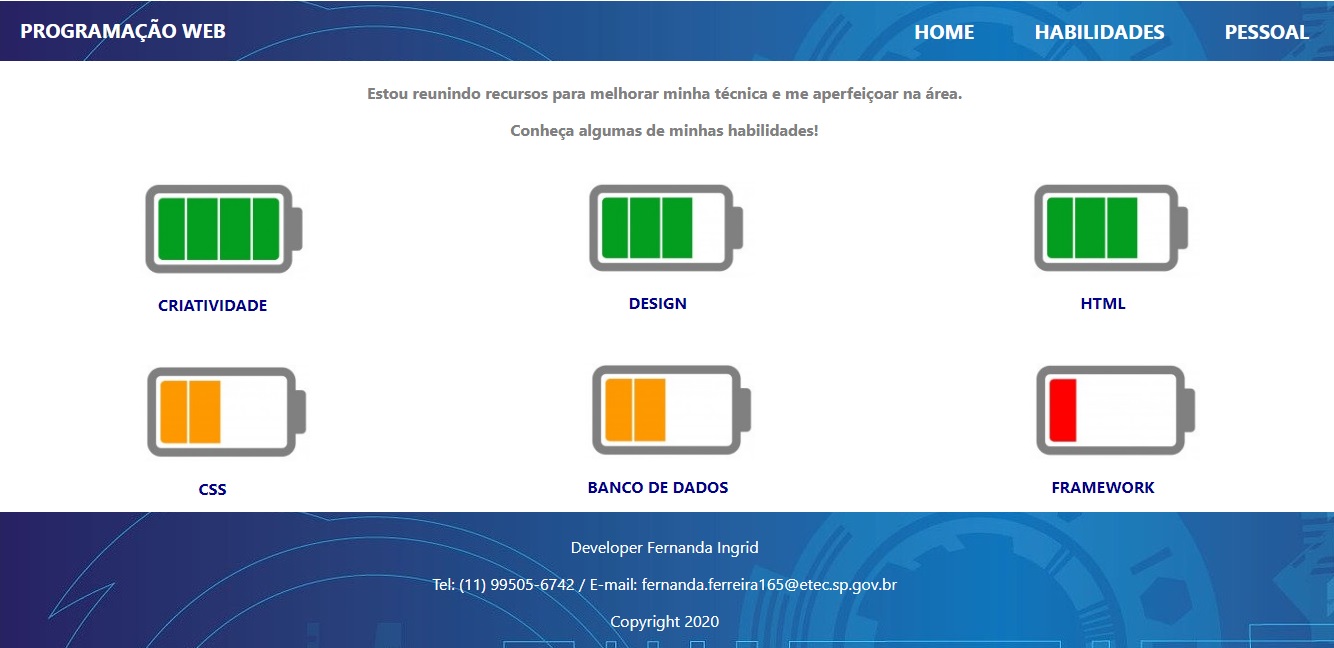 PROGRAMAÇÃO WEB
HOME HABILIDADES PESSOAL
Estou reunindo recursos para melhorar minha técnica e me aperfeiçoar na área.
Conheça algumas de minhas habilidades!
CRIATIVIDADE
DESIGN
HTML
CSS
BANCO DE DADOS
FRAMEWORK
Developer Fernanda Ingrid
Tel: (11) 99505-6742 / E-mail: fernanda.ferreira165@etec.sp.gov.br
Copyright 2020